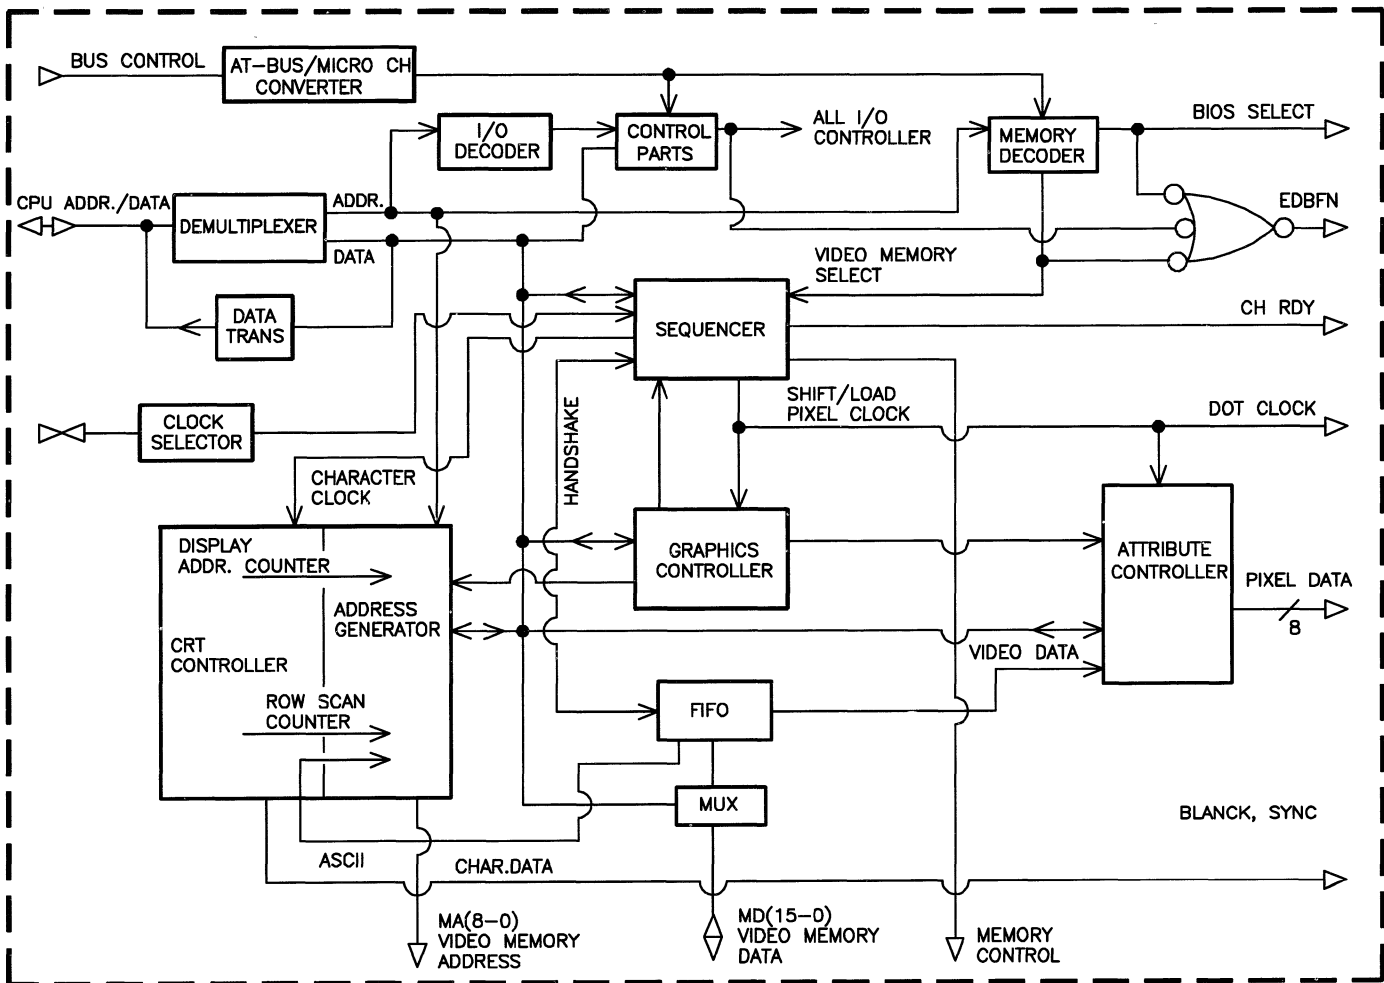 BUS CONTROL
AT-BUS/MICRO CH
CONVERTER
I/O
DECODER
CONTROL
PARTS
ALL I/O
CONTROLLER
MEMORY
DECODER
BIOS SELECT
CPU ADDR./DATA
DEMULTIPLEXER
ADDR.
DATA
EDBFN
VIDEO MEMORY
SELECT
DATA
TRANS
SEQUENCER
CH RDY
CLOCK
SELECTOR
SHIFT/LOAD
PIXEL CLOCK
DOT CLOCK
HANDSHAKE
CHARACTER
CLOCK
DISPLAY
ADDR. COUNTER
ADDRESS
GENERATOR
CRT
CONTROLLER
ROW SCAN
COUNTER
GRAPHICS
CONTROLLER
ATTRIBUTE
CONTROLLER
PIXEL DATA
8
VIDEO DATA
FIFO
MUX
BLANCK, SYNC
ASCII
CHAR.DATA
MA(8-0)
VIDEO MEMORY
ADDRESS
MD(15-0)
VIDEO MEMORY
DATA
MEMORY
CONTROL